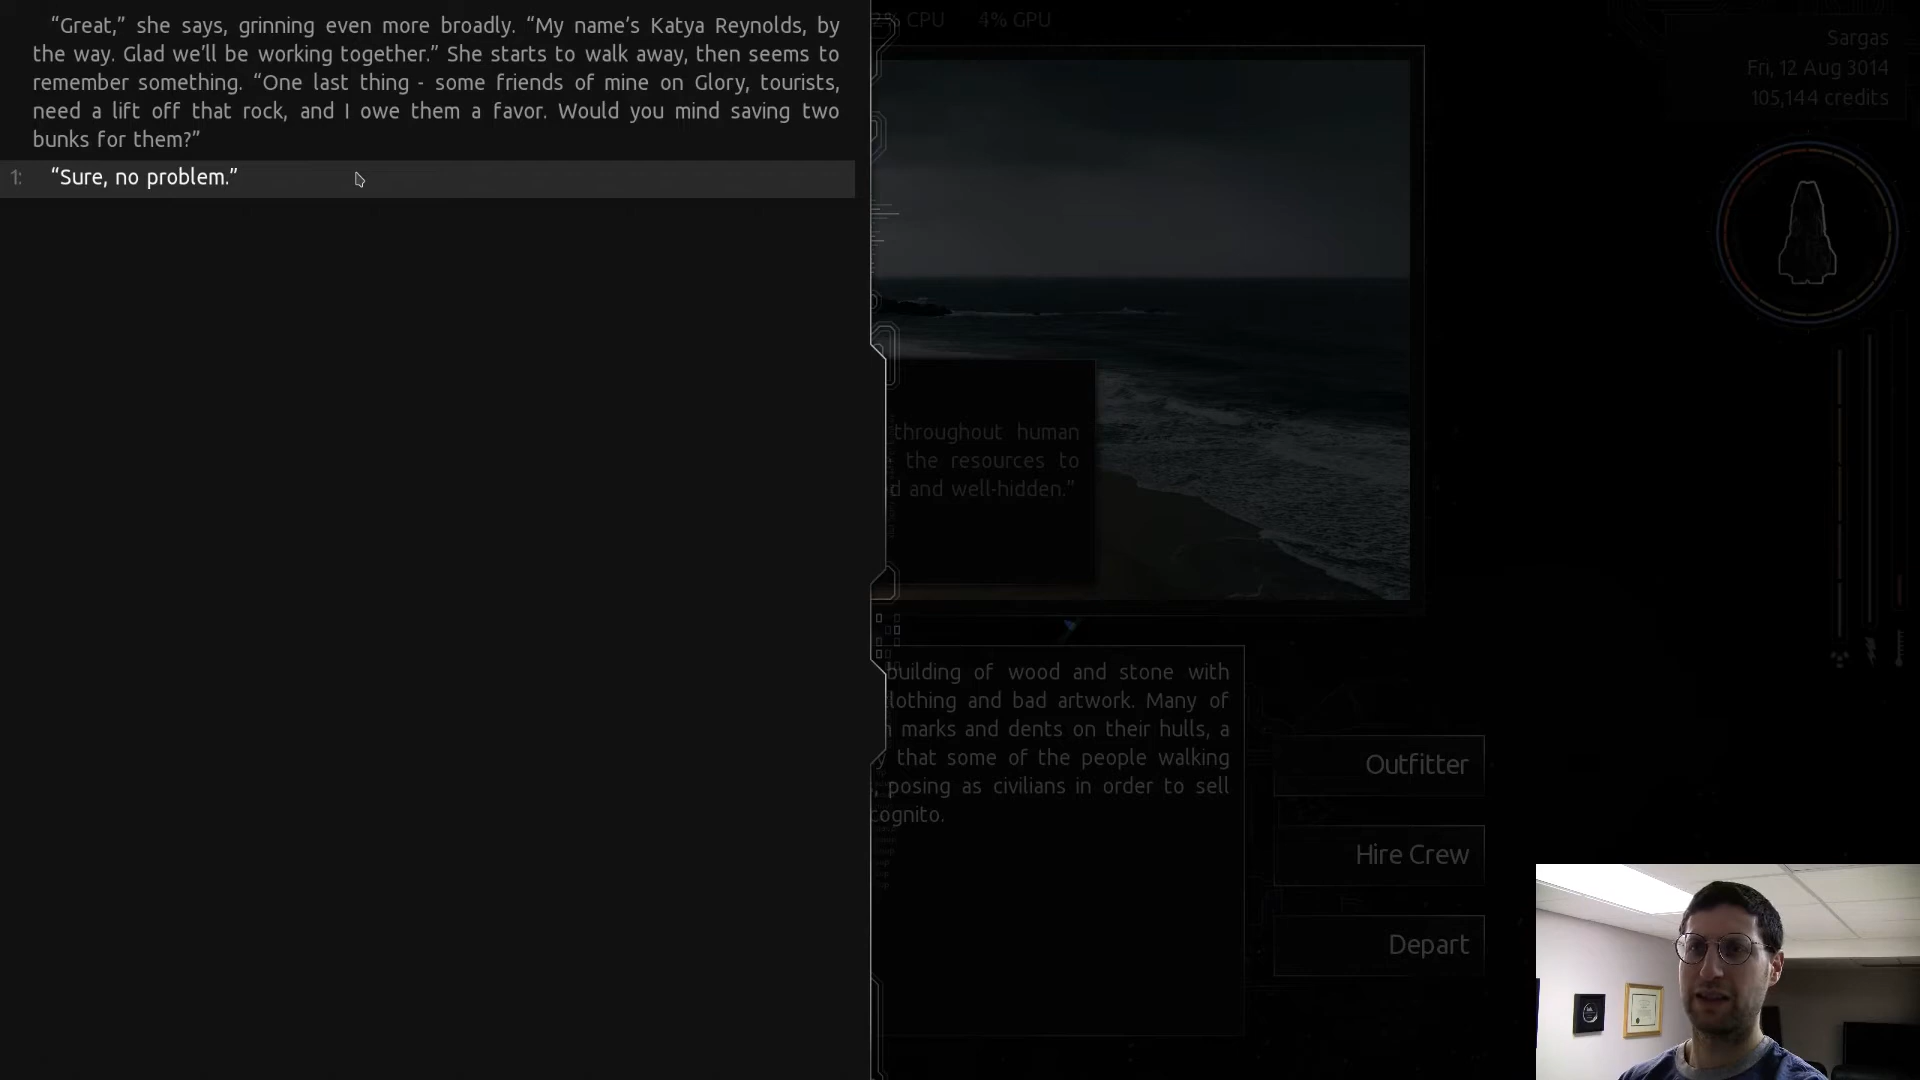 “Great,” she says, grinning even more broadly. “My name’s Katya Reynolds, by
the way. Glad we’ll be working together.” She starts to walk away, then seems to
remember something. “One last thing - some friends of mine on Glory, tourists,
need a lift off that rock, and I owe them a favor. Would you mind saving two
bunks for them?”
1: “Sure, no problem.”
% CPU 4% GPU
Sargas
Fri, 12 Aug 3014
105,144 credits
throughout human
the resources to
and well-hidden.”
building of wood and stone with
clothing and bad artwork. Many of
marks and dents on their hulls, a
that some of the people walking
, posing as civilians in order to sell
cognito.
Outfitter
Hire Crew
Depart